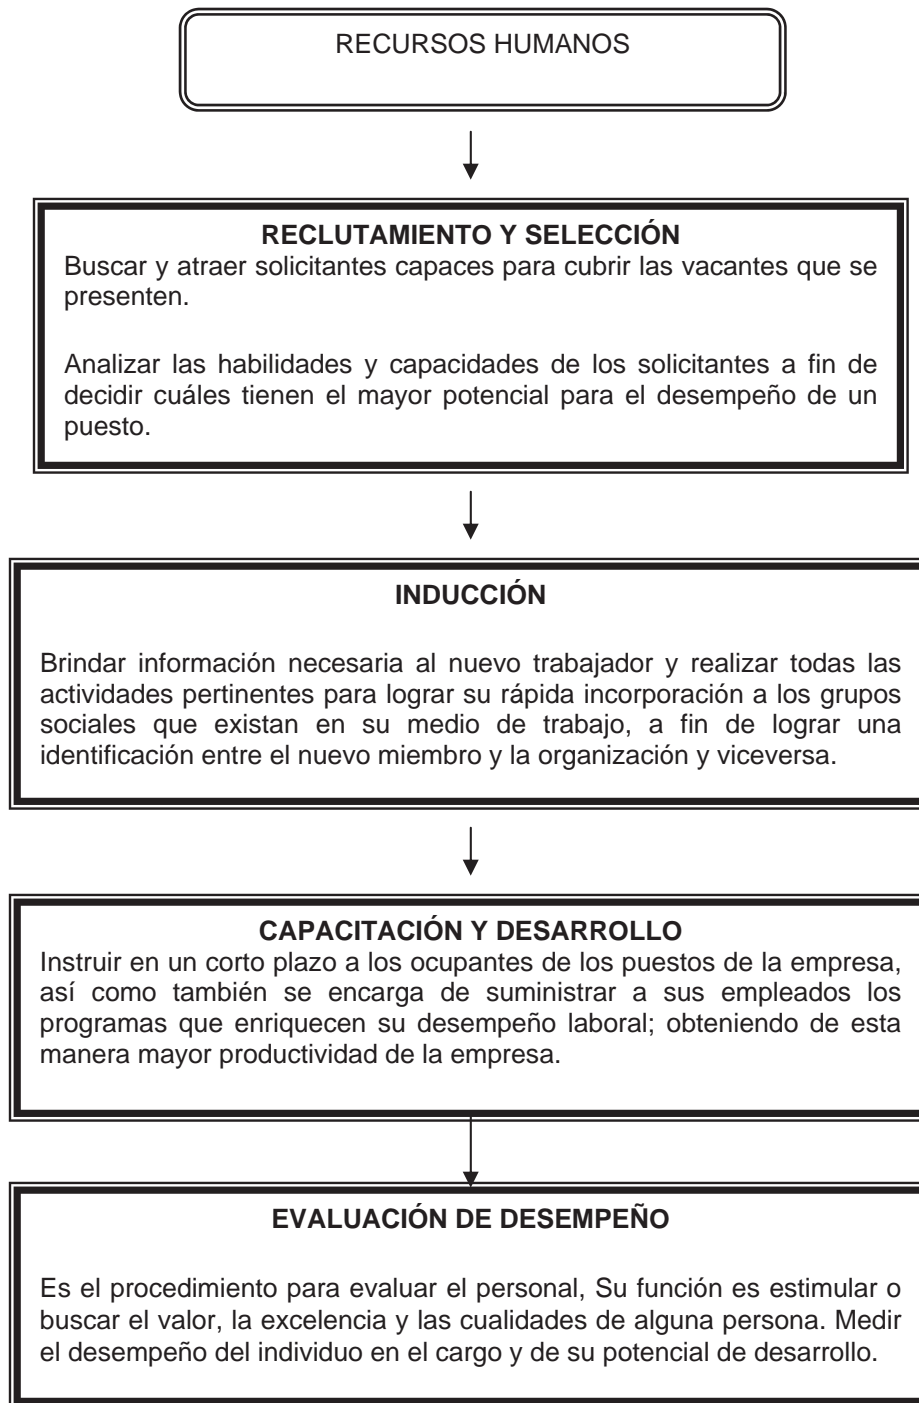 RECURSOS HUMANOS
RECLUTAMIENTO Y SELECCIÓN
Buscar y atraer solicitantes capaces para cubrir las vacantes que se
presenten.
Analizar las habilidades y capacidades de los solicitantes a fin de
decidir cuáles tienen el mayor potencial para el desempeño de un
puesto.
INDUCCIÓN
Brindar información necesaria al nuevo trabajador y realizar todas las
actividades pertinentes para lograr su rápida incorporación a los grupos
sociales que existan en su medio de trabajo, a fin de lograr una
identificación entre el nuevo miembro y la organización y viceversa.
CAPACITACIÓN Y DESARROLLO
Instruir en un corto plazo a los ocupantes de los puestos de la empresa,
así como también se encarga de suministrar a sus empleados los
programas que enriquecen su desempeño laboral; obteniendo de esta
manera mayor productividad de la empresa.
EVALUACIÓN DE DESEMPEÑO
Es el procedimiento para evaluar el personal, Su función es estimular o
buscar el valor, la excelencia y las cualidades de alguna persona. Medir
el desempeño del individuo en el cargo y de su potencial de desarrollo.